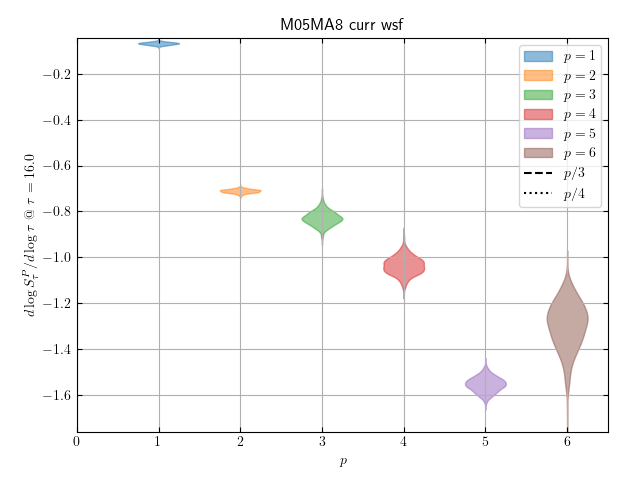 M05MA8 curr wsf
d log S_τ^P / d log τ @ τ = 16.0
−0.2
−0.4
−0.6
−0.8
−1.0
−1.2
−1.4
−1.6
0 1 2 3 4 5 6
p
p = 1
p = 2
p = 3
p = 4
p = 5
p = 6
p/3
p/4